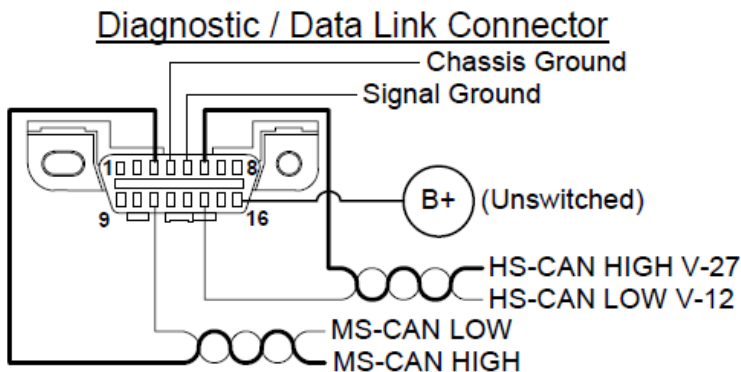 Diagnostic / Data Link Connector
Chassis Ground
Signal Ground
1 8
9 16
B+ (Unswitched)
HS-CAN HIGH V-27
HS-CAN LOW V-12
MS-CAN LOW
MS-CAN HIGH